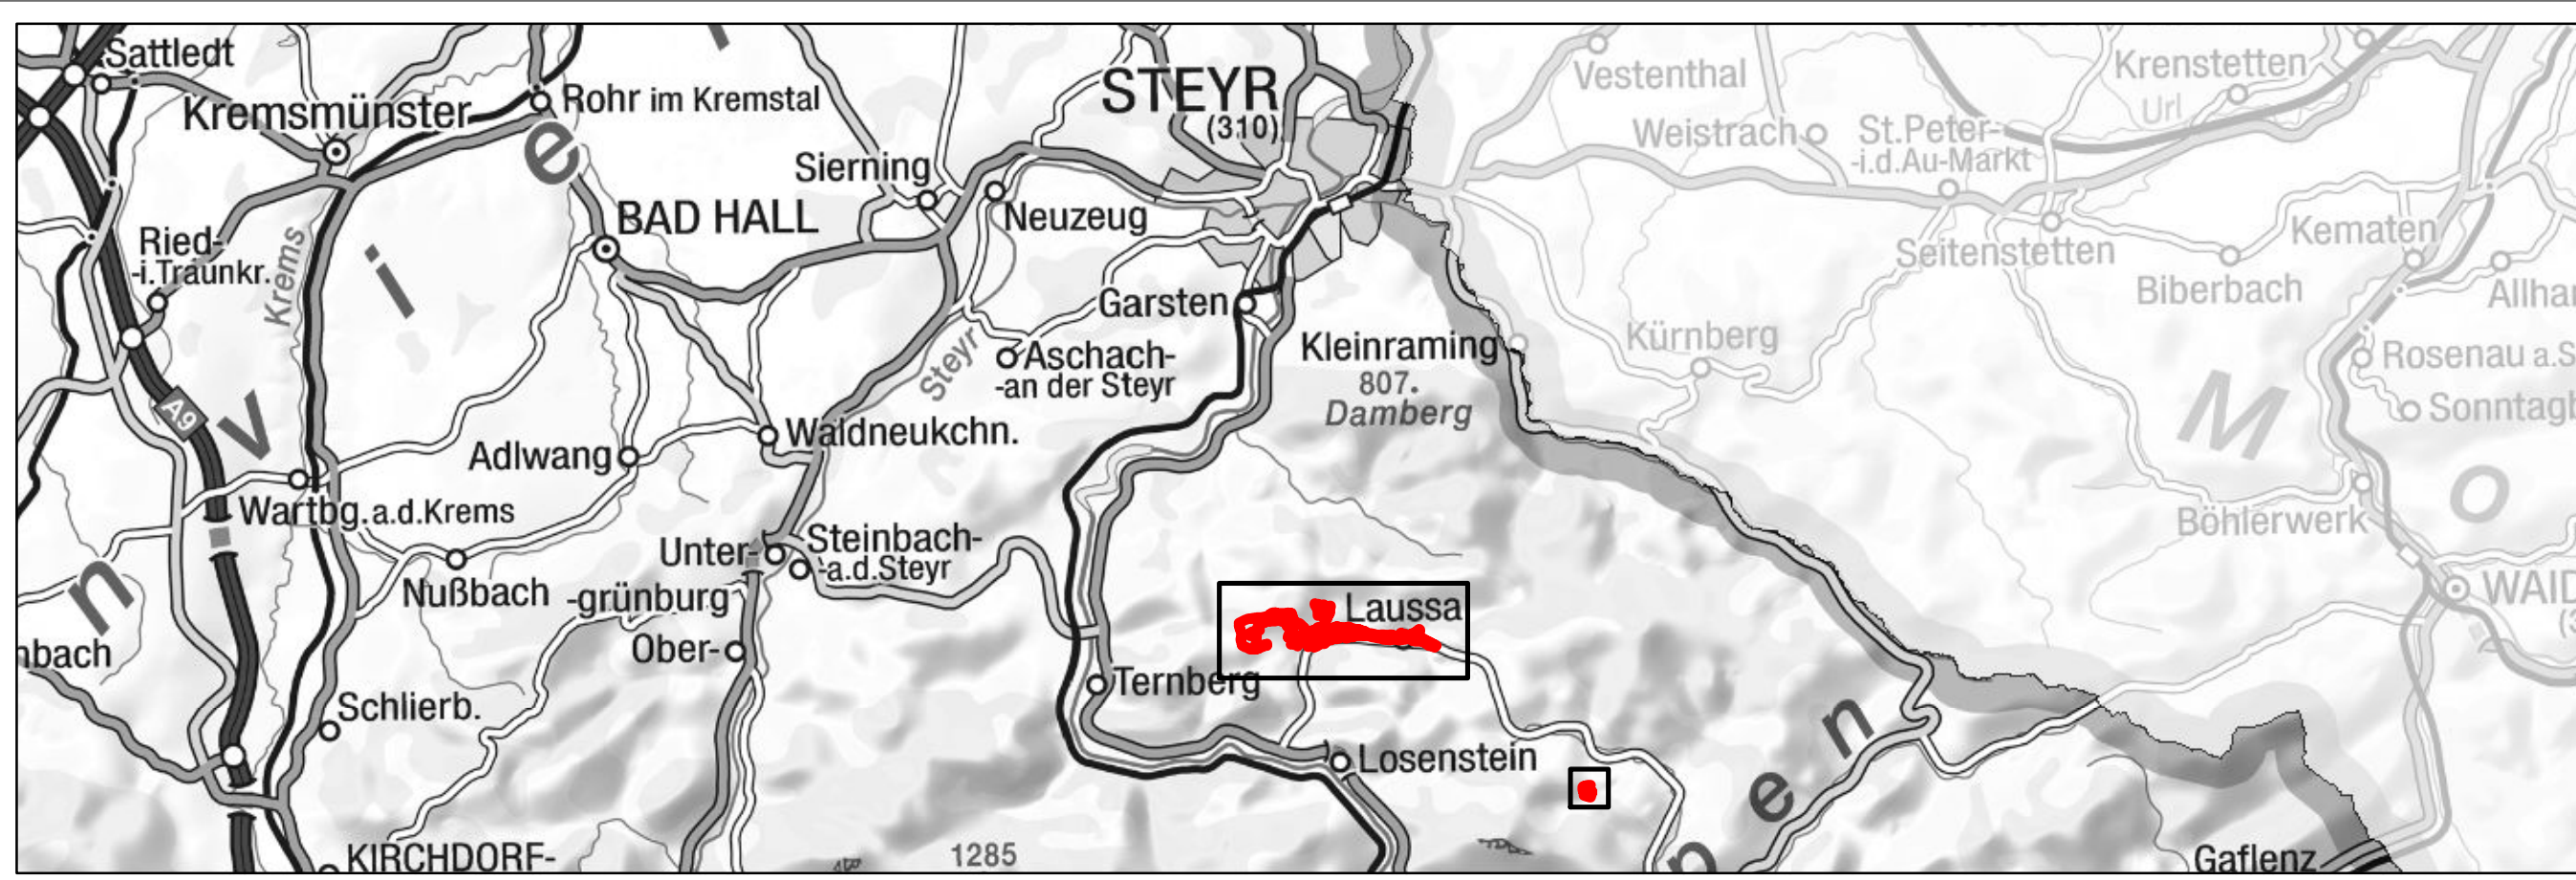 Sattledt
Kremsmünster
Rohr im Kremstal
STEYR
(310)
Vestenthal
Krenstetten
Url
Weistrach
St.Peter-
-i.d.Au-Markt
Sierning
Neuzeug
BAD HALL
e
Ried-
-i.Traunkr.
Krems
i
Seitenstetten
Kematen
Biberbach
Allha
Garsten
Kleinraming
807.
Damberg
Kürnberg
Rosenau a.S
Sonntagb
Aschach-
-an der Steyr
Steyr
A9
V
M
O
Adlwang
Waldneukchn.
Wartbg.a.d.Krems
Böhlerwerk
Unter-
-grünburg
Steinbach-
-a.d.Steyr
Nußbach
n
Laussa
WAID
(3
nbach
Ober-
Ternberg
Schlierb.
Losenstein
n
e
p
KIRCHDORF-
1285
Gaflenz